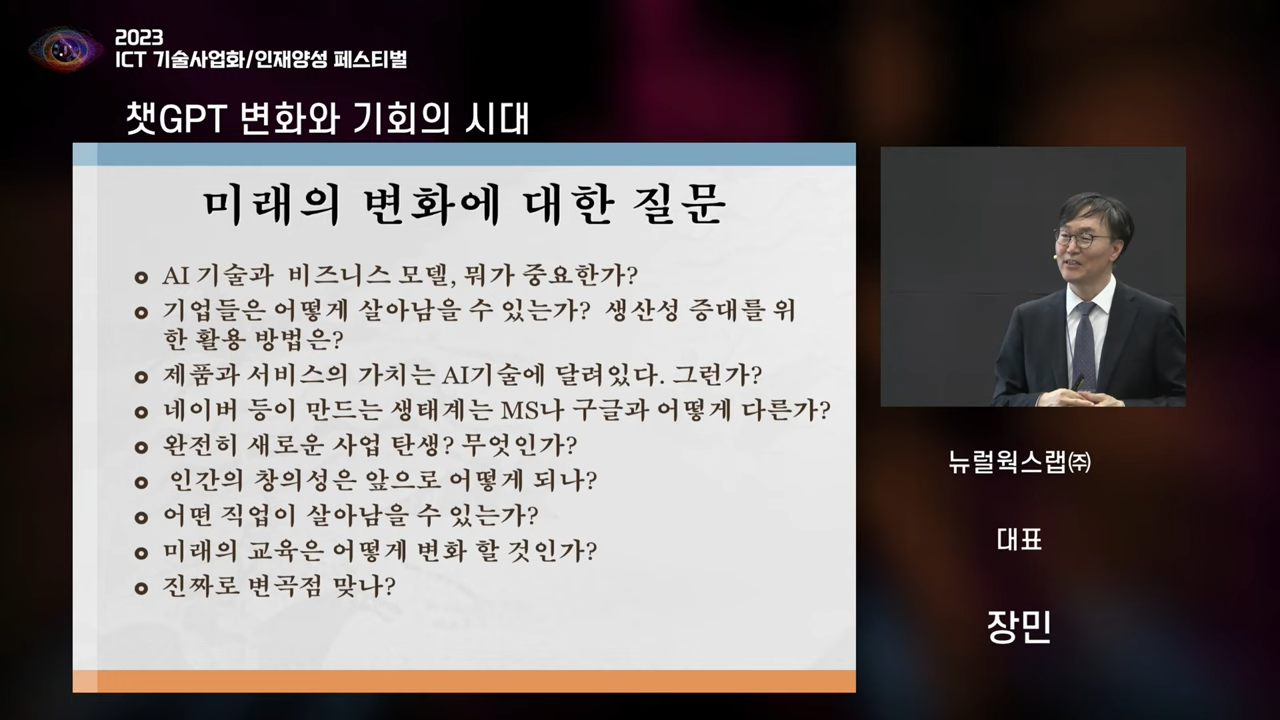 2023
ICT 기술사업화/인재양성 페스티벌
챗GPT 변화와 기회의 시대
미래의 변화에 대한 질문
AI 기술과 비즈니스 모델, 뭐가 중요한가?
기업들은 어떻게 살아남을 수 있는가? 생산성 증대를 위
한 활용 방법은?
제품과 서비스의 가치는 AI기술에 달려있다. 그런가?
네이버 등이 만드는 생태계는 MS나 구글과 어떻게 다른가?
완전히 새로운 사업 탄생? 무엇인가?
인간의 창의성은 앞으로 어떻게 되나?
어떤 직업이 살아남을 수 있는가?
미래의 교육은 어떻게 변화 할 것인가?
진짜로 변곡점 맞나?
뉴럴웍스랩㈜
대표
장민